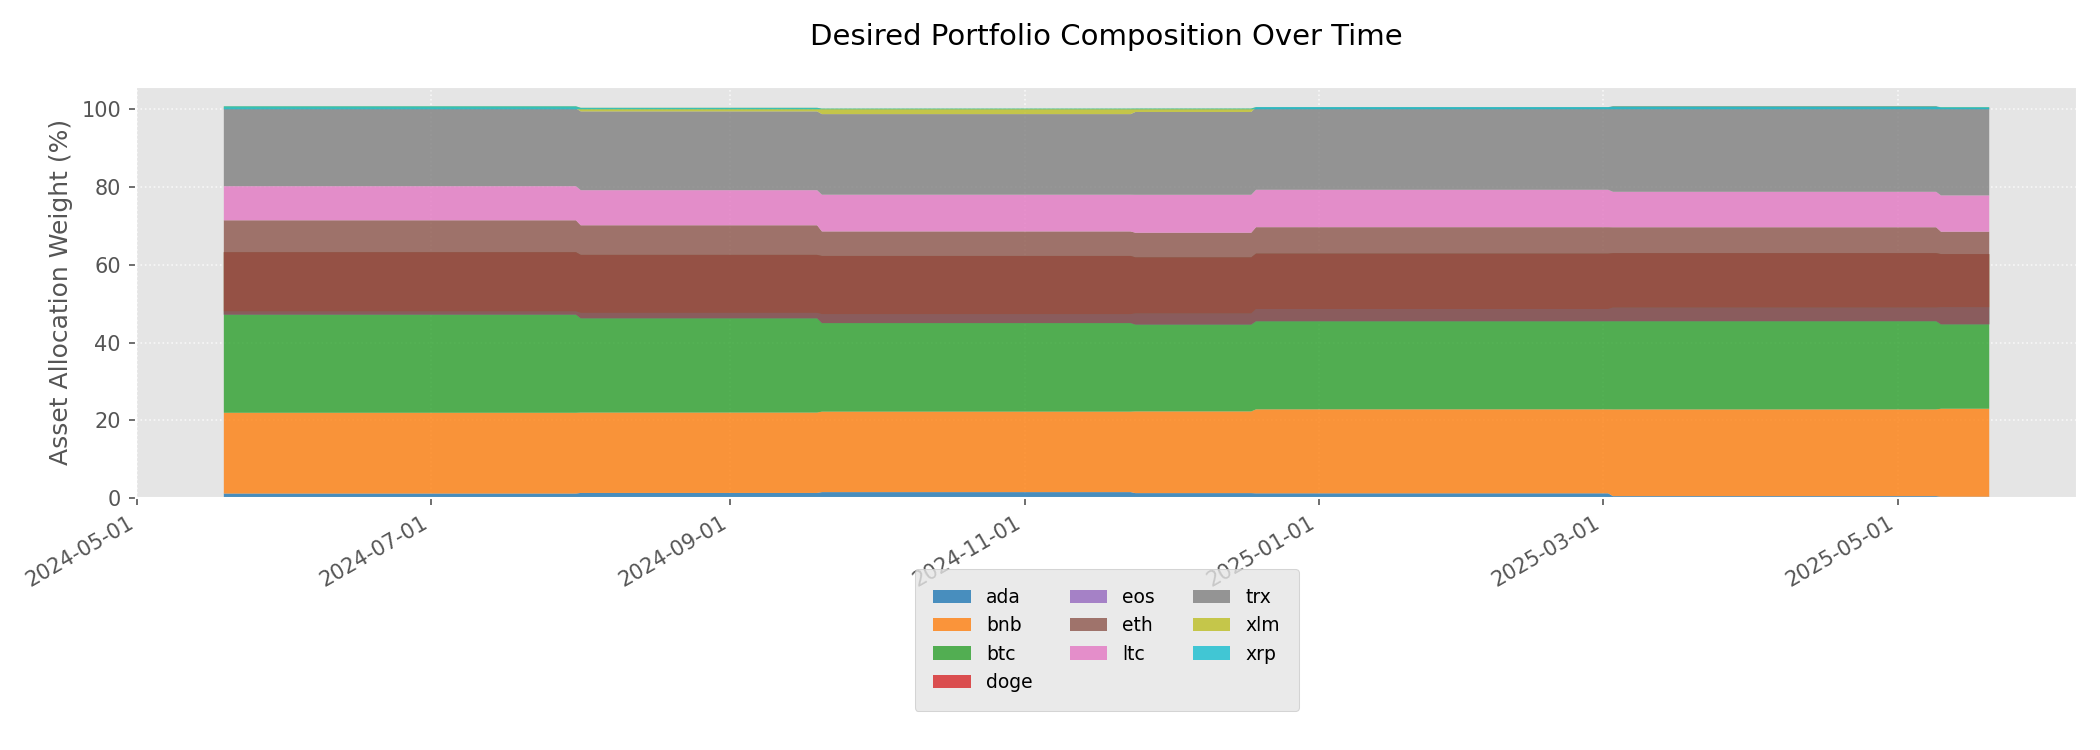 Desired Portfolio Composition Over Time
Asset Allocation Weight (%)
100
80
60
40
20
0
2024-05-01
2024-07-01
2024-09-01
2024-11-01
2025-01-01
2025-03-01
2025-05-01
ada
bnb
btc
doge
eos
eth
ltc
trx
xlm
xrp